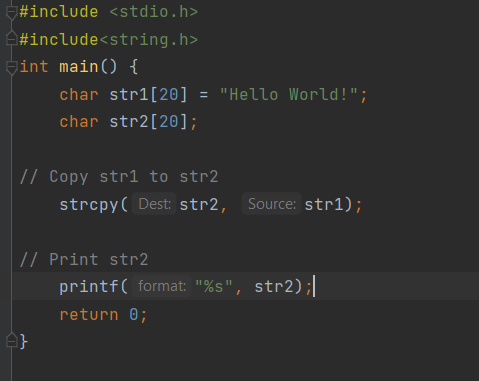 #include <stdio.h>
#include<string.h>
int main() {
    char str1[20] = "Hello World!";
    char str2[20];
// Copy str1 to str2
    strcpy( Dest: str2, Source: str1);
// Print str2
    printf( format: "%s", str2);
    return 0;
}